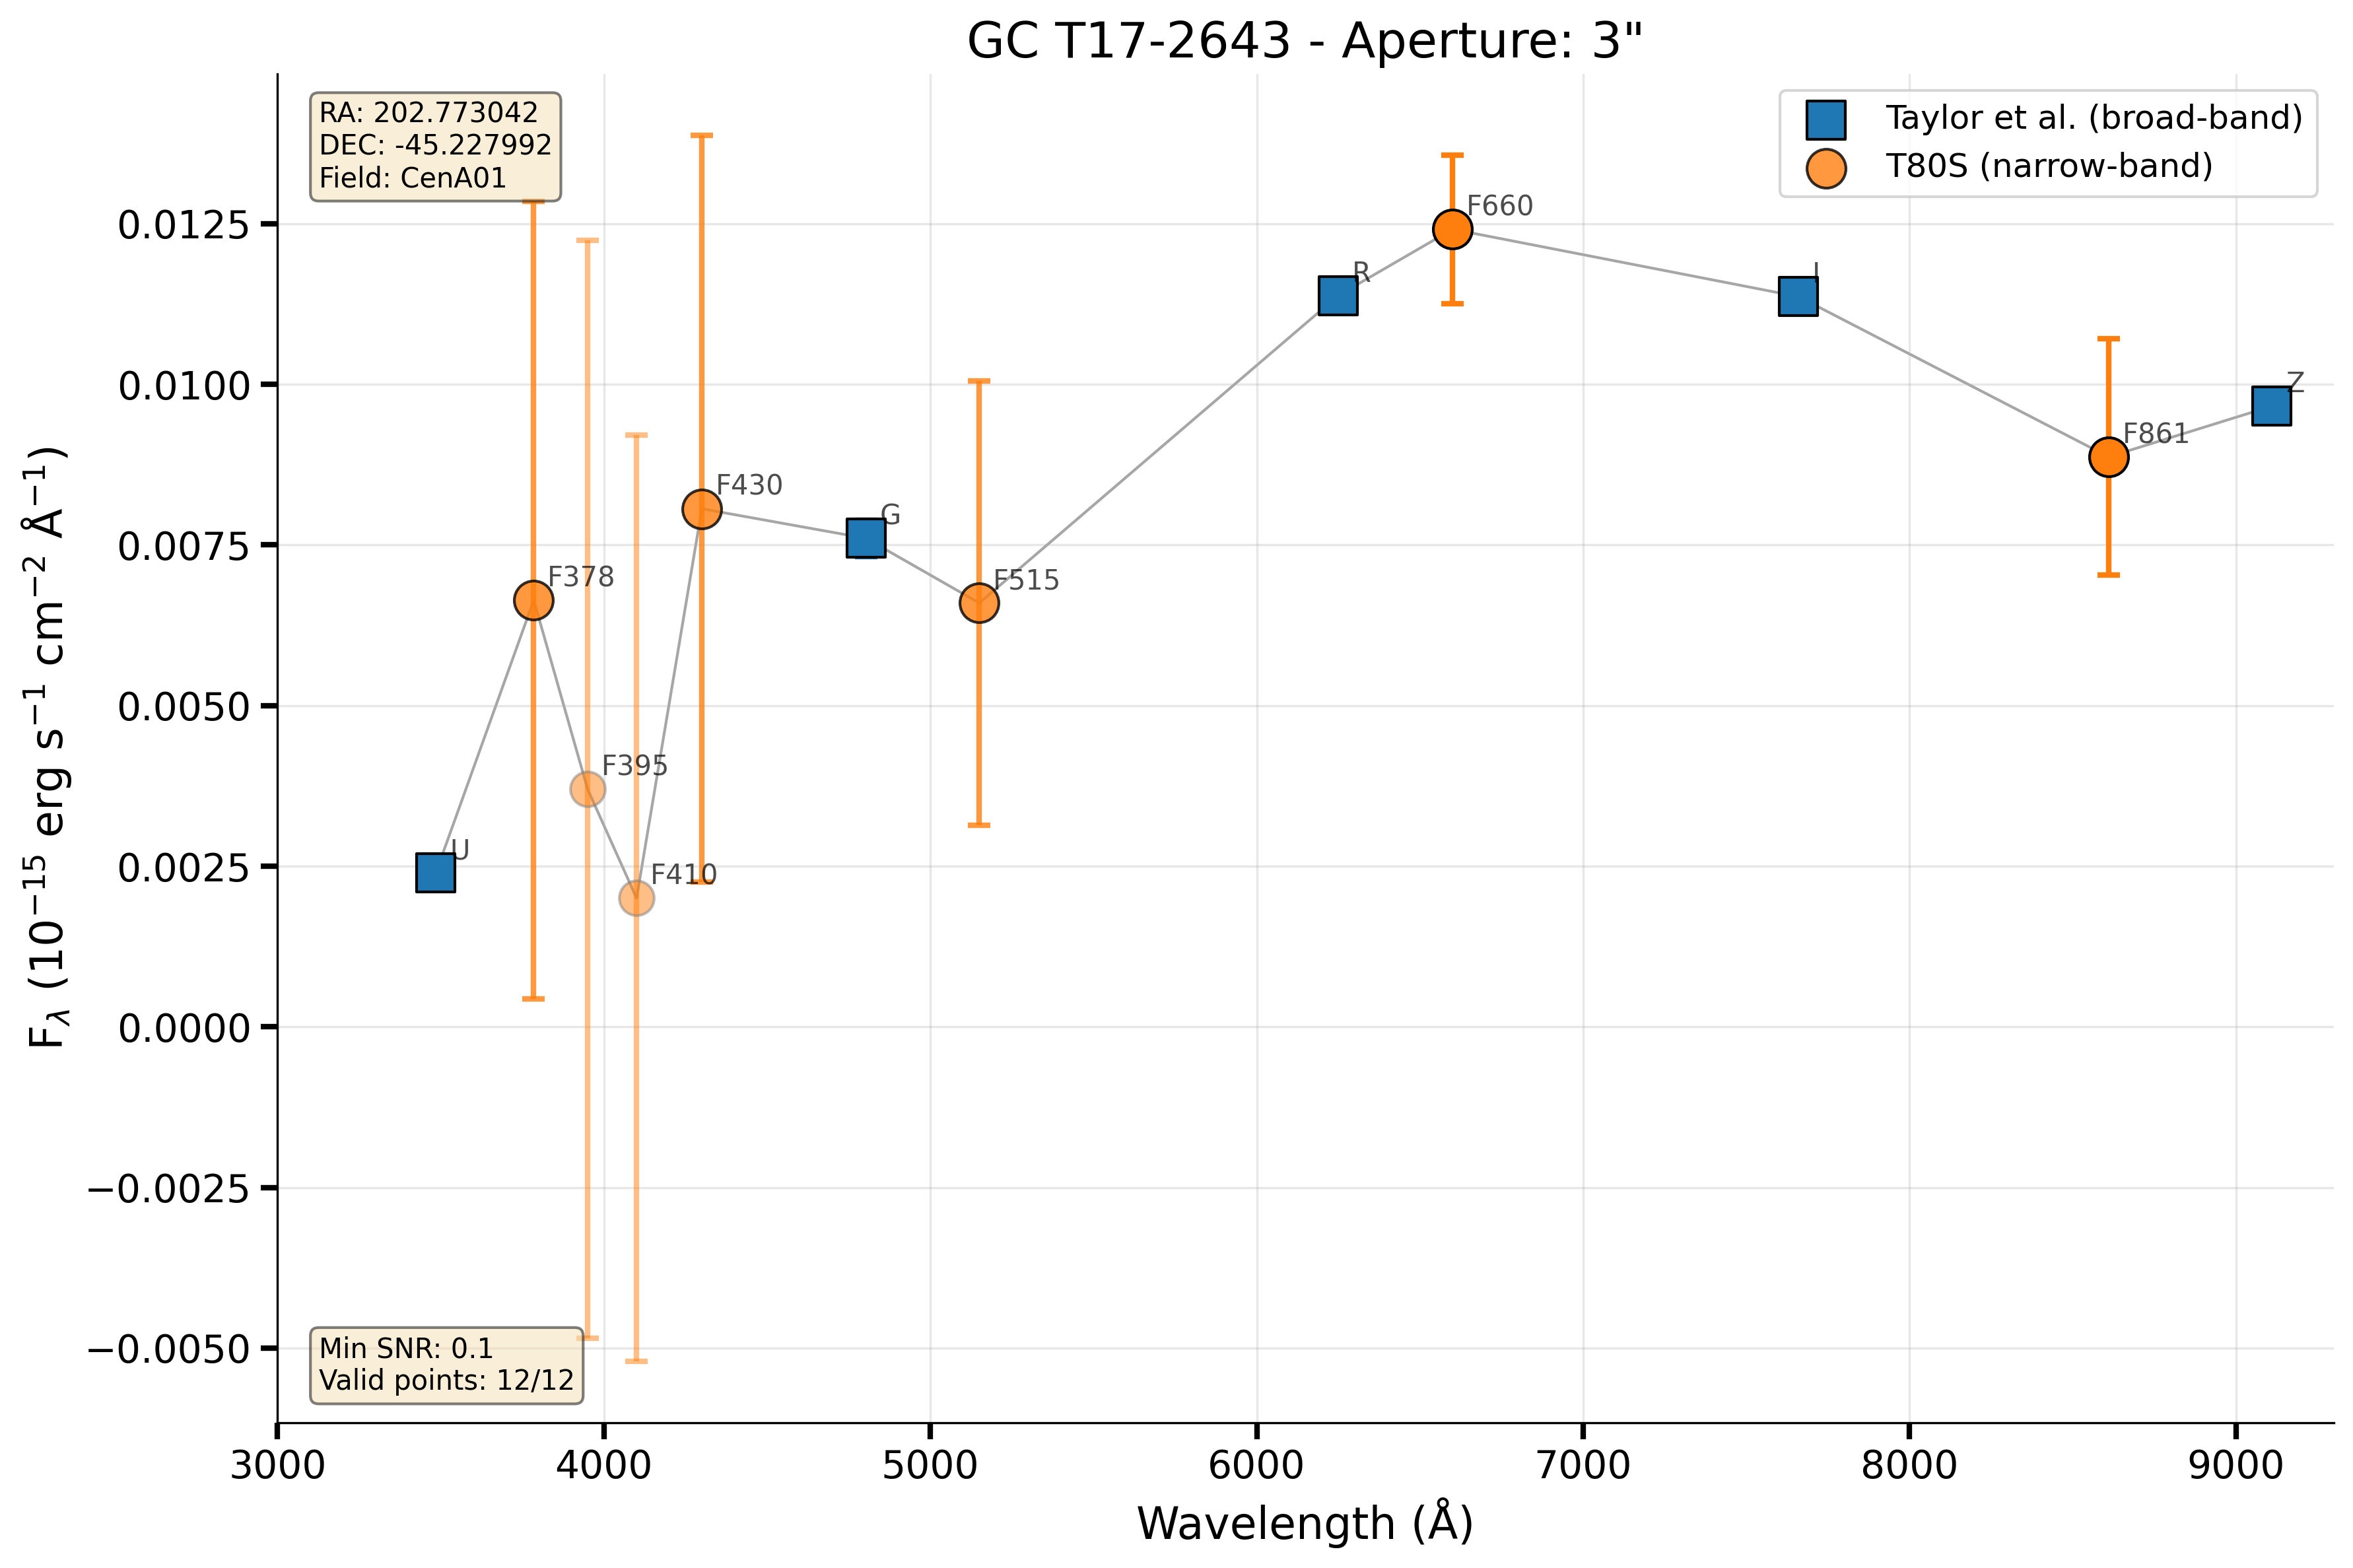 GC T17-2643 - Aperture: 3"
RA: 202.773042
DEC: -45.227992
Field: CenA01
Taylor et al. (broad-band)
T80S (narrow-band)
F660
R
I
Z
F861
F430
G
F378
F515
F395
U
F410
Min SNR: 0.1
Valid points: 12/12
0.0125
0.0100
0.0075
0.0050
0.0025
0.0000
−0.0025
−0.0050
F$_{λ}$ (10⁻¹⁵ erg s⁻¹ cm⁻² Å⁻¹)
3000 4000 5000 6000 7000 8000 9000
Wavelength (Å)